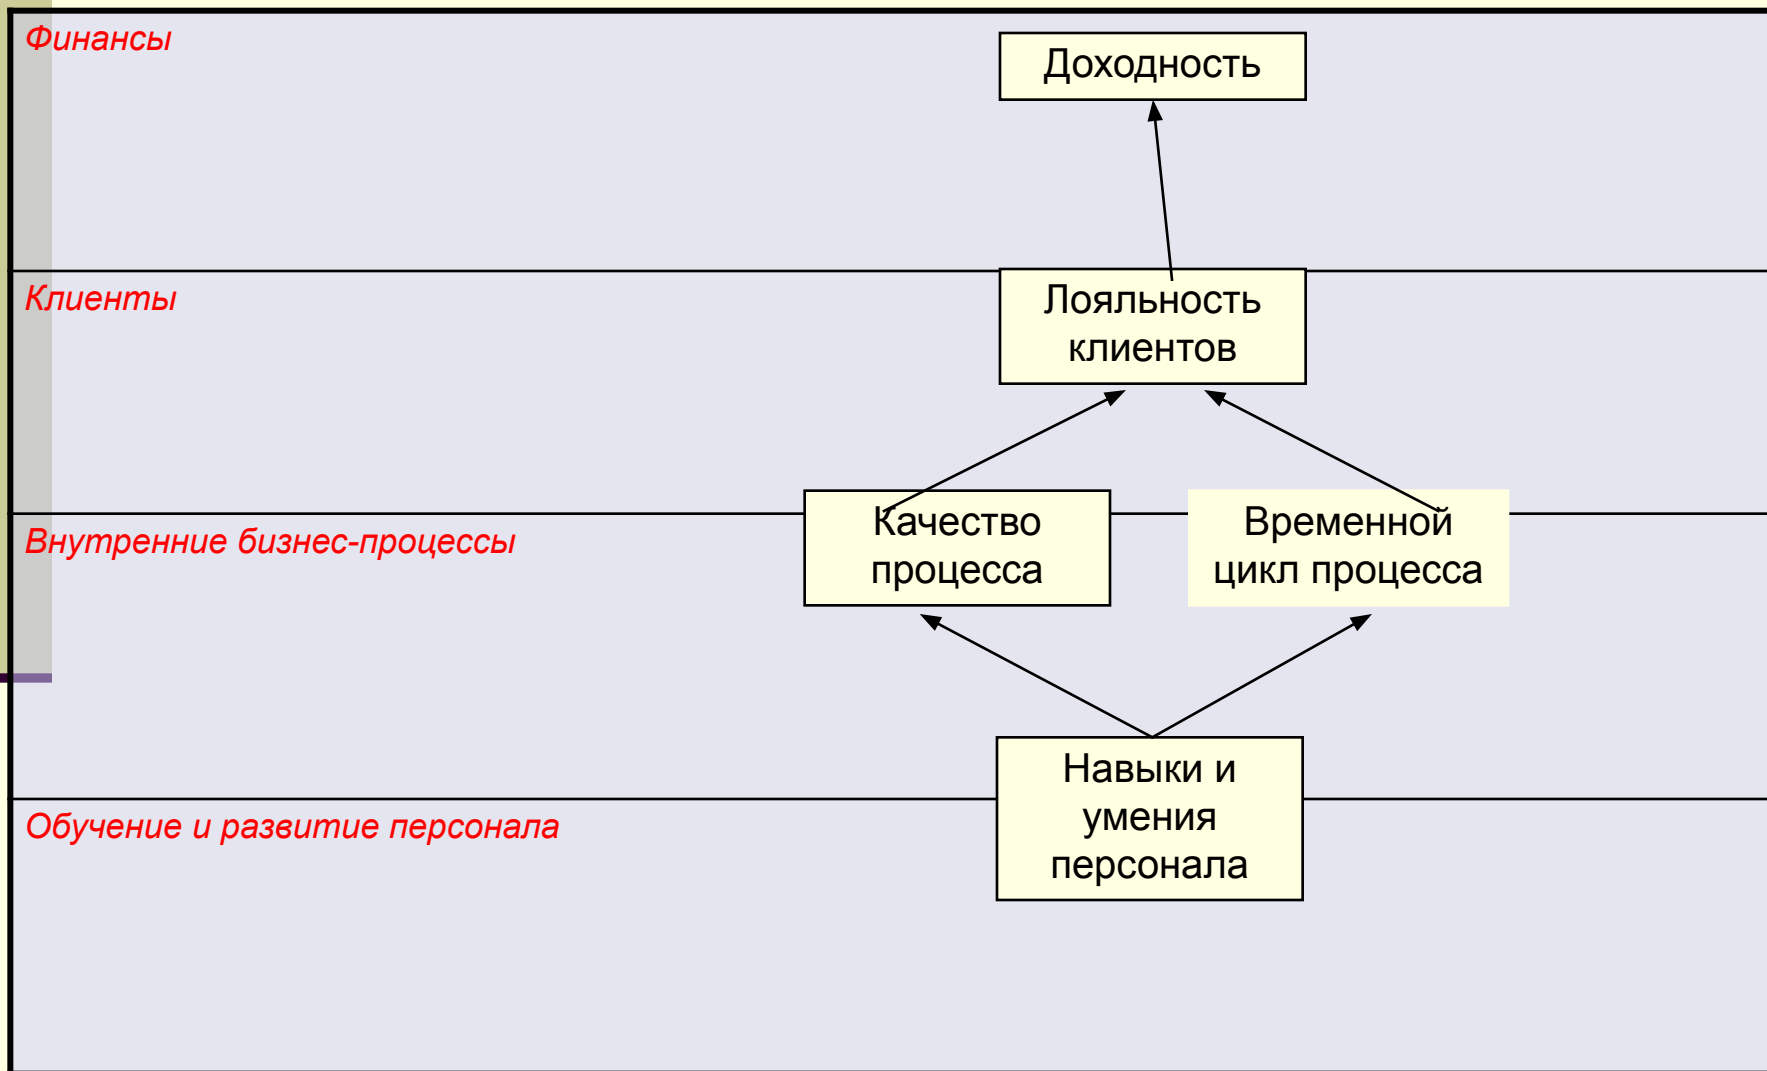 Финансы
Доходность
Клиенты
Лояльность
клиентов
Внутренние бизнес-процессы
Качество
процесса
Временной
цикл процесса
Обучение и развитие персонала
Навыки и
умения
персонала